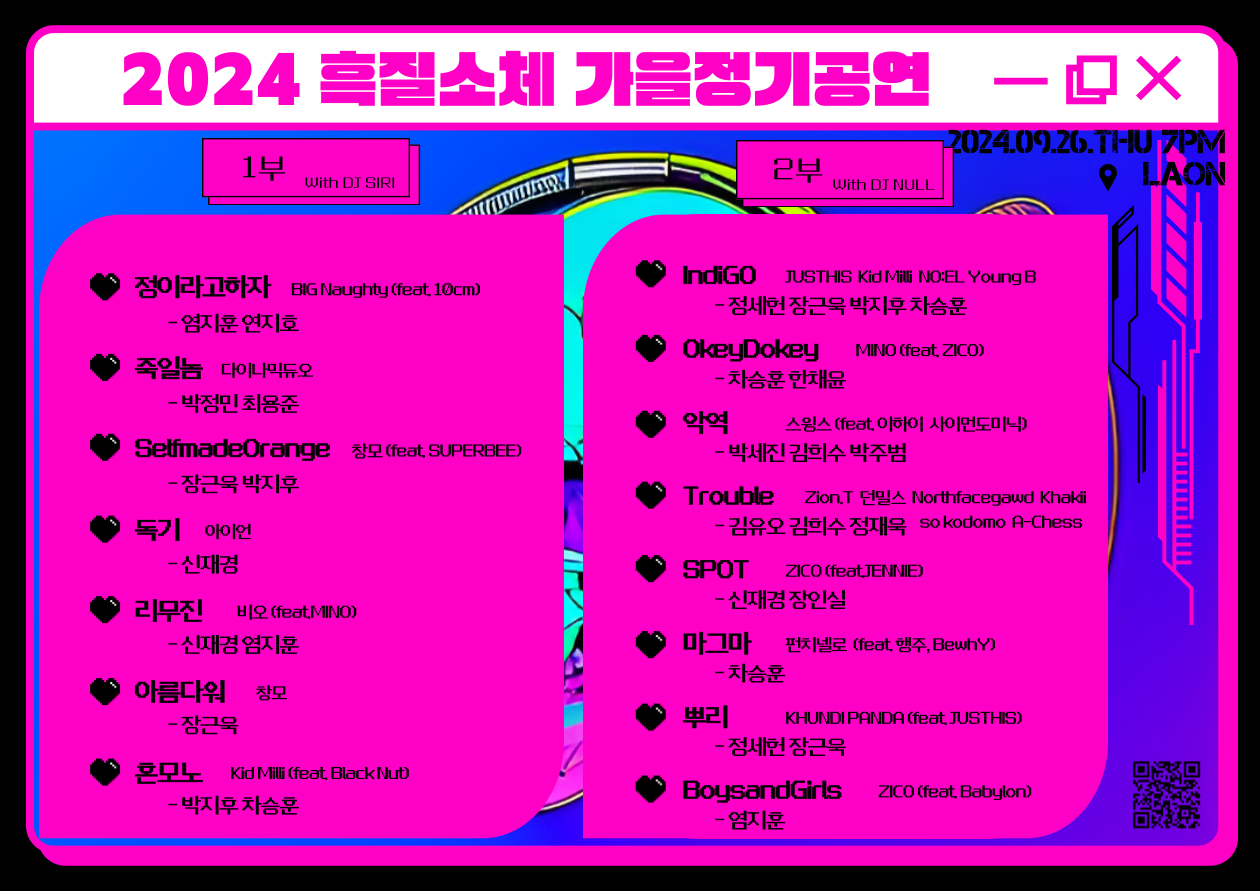 2024 흑질소체 가을정기공연
2024.09.26.THU 7PM
LAON
1부 With DJ SIRI
정이라고하자 BIG Naughty (feat. 10cm)
- 염지훈 연지호
죽일놈 다이나믹듀오
- 박정민 최용준
SelfmadeOrange 창모 (feat. SUPERBEE)
- 장근욱 박지후
독기 아이언
- 신재경
리무진 비오 (feat.MINO)
- 신재경 염지훈
아름다워 창모
- 장근욱
혼모노 Kid Milli (feat. Black Nut)
- 박지후 차승훈
2부 With DJ NULL
IndiGO JUSTHIS Kid Milli NO:EL Young B
- 정세헌 장근욱 박지후 차승훈
OkeyDokey MINO (feat. ZICO)
- 차승훈 한채윤
악역 스윙스 (feat. 이하이 사이먼도미닉)
- 박세진 김희수 박주범
Trouble Zion.T 던밀스 Northfacegawd Khakii
- 김유오 김희수 정재욱 so kodomo A-Chess
SPOT ZICO (feat.JENNIE)
- 신재경 장인실
마그마 펀치넬로 (feat. 행주, BewhY)
- 차승훈
뿌리 KHUNDI PANDA (feat. JUSTHIS)
- 정세헌 장근욱
BoysandGirls ZICO (feat. Babylon)
- 염지훈